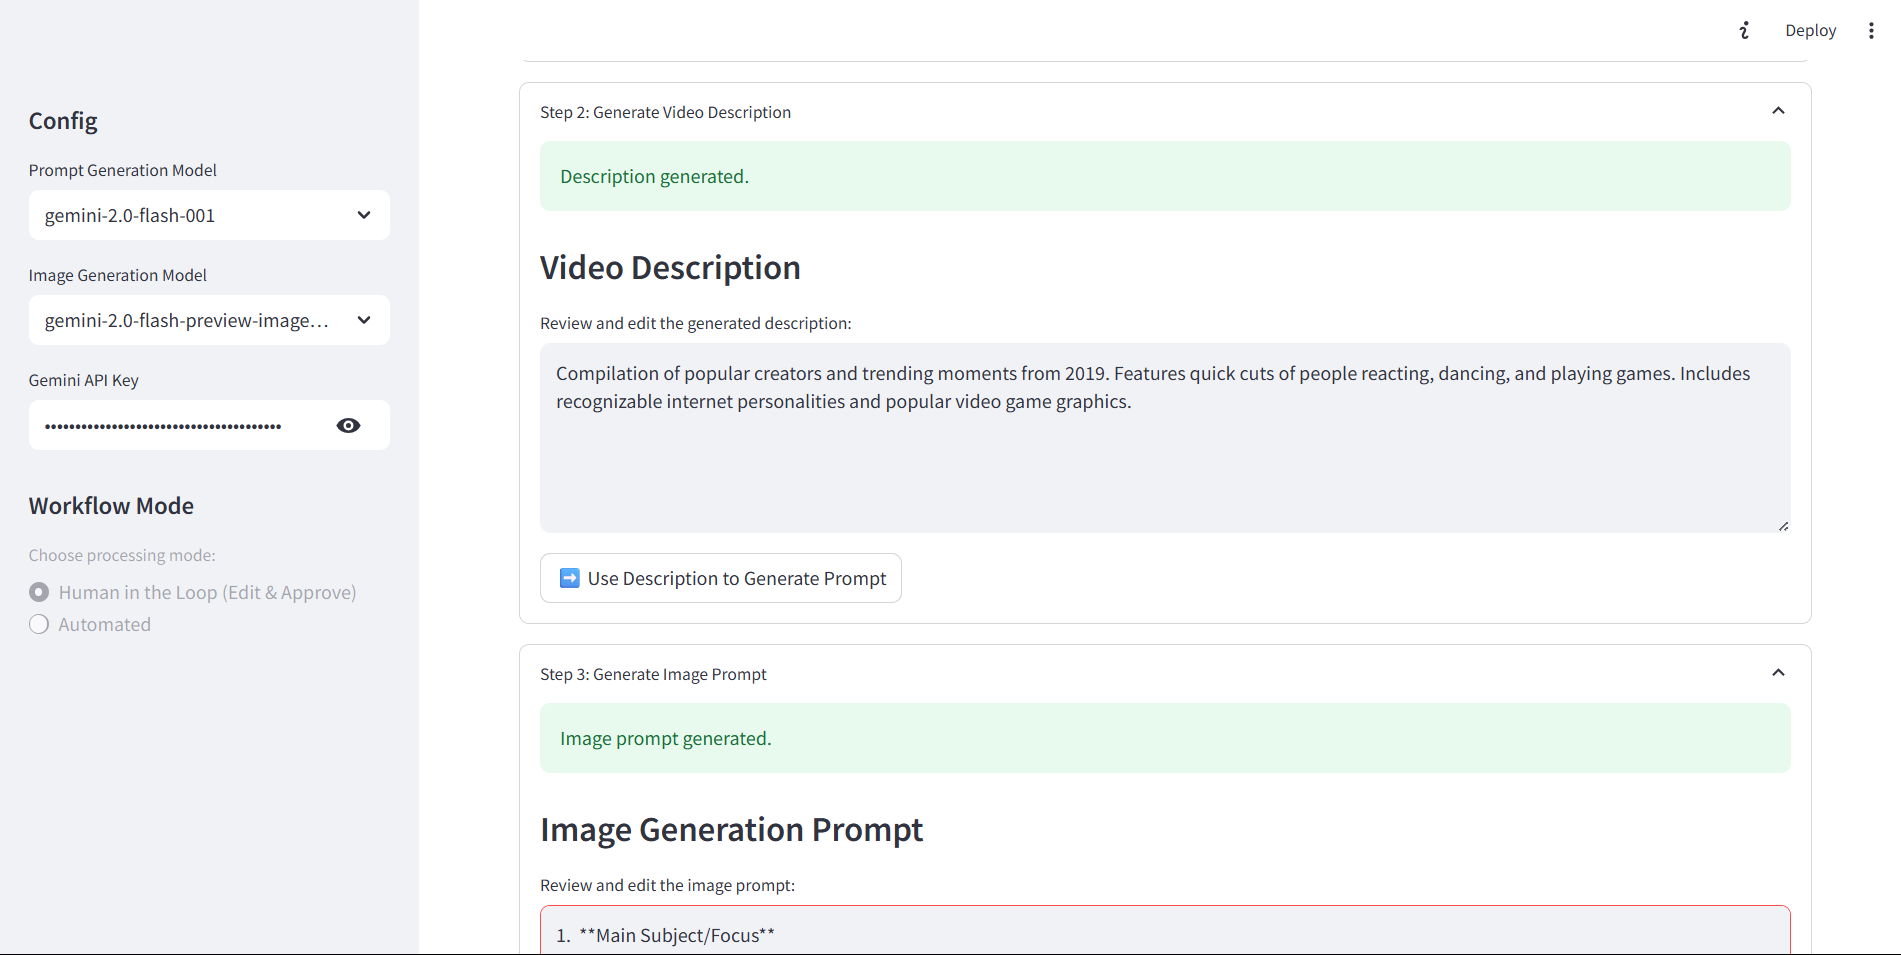 Deploy
Config
Prompt Generation Model
gemini-2.0-flash-001
Image Generation Model
gemini-2.0-flash-preview-image...
Gemini API Key
Workflow Mode
Choose processing mode:
Human in the Loop (Edit & Approve)
Automated
Step 2: Generate Video Description
Description generated.
Video Description
Review and edit the generated description:
Compilation of popular creators and trending moments from 2019. Features quick cuts of people reacting, dancing, and playing games. Includes
recognizable internet personalities and popular video game graphics.
Use Description to Generate Prompt
Step 3: Generate Image Prompt
Image prompt generated.
Image Generation Prompt
Review and edit the image prompt:
1. **Main Subject/Focus**